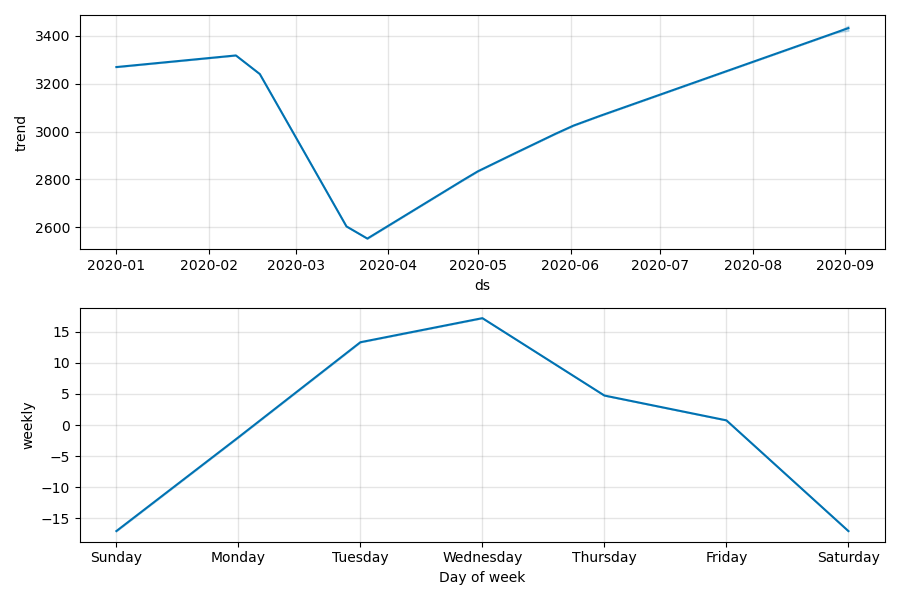 3400
3200
3000
2800
2600
trend
2020-01 2020-02 2020-03 2020-04 2020-05 2020-06 2020-07 2020-08 2020-09
ds
15
10
5
0
−5
−10
−15
weekly
Sunday Monday Tuesday Wednesday Thursday Friday Saturday
Day of week